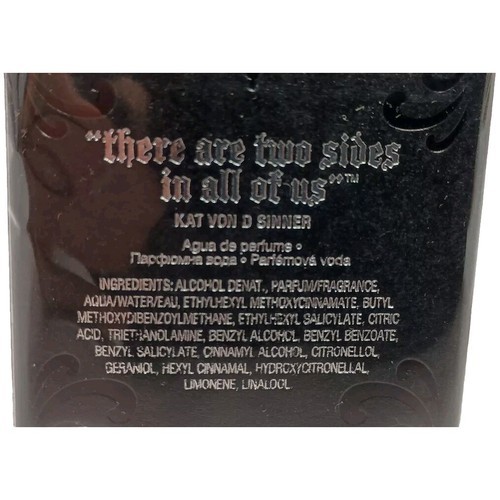 "there are two sides
in all of us"™
KAT VON D SINNER
Agua de perfume •
Парфюмна вода • Parfémová voda
INGREDIENTS: ALCOHOL DENAT., PARFUM/FRAGRANCE,
AQUA/WATER/EAU, ETHYLHEXYL METHOXYCINNAMATE, BUTYL
METHOXYDIBENZOYLMETHANE, ETHYLHEXYL SALICYLATE, CITRIC
ACID, TRIETHANOLAMINE, BENZYL ALCOHOL, BENZYL BENZOATE,
BENZYL SALICYLATE, CINNAMYL ALCOHOL, CITRONELLOL,
GERANIOL, HEXYL CINNAMAL, HYDROXYCITRONELLAL,
LIMONENE, LINALOOL.